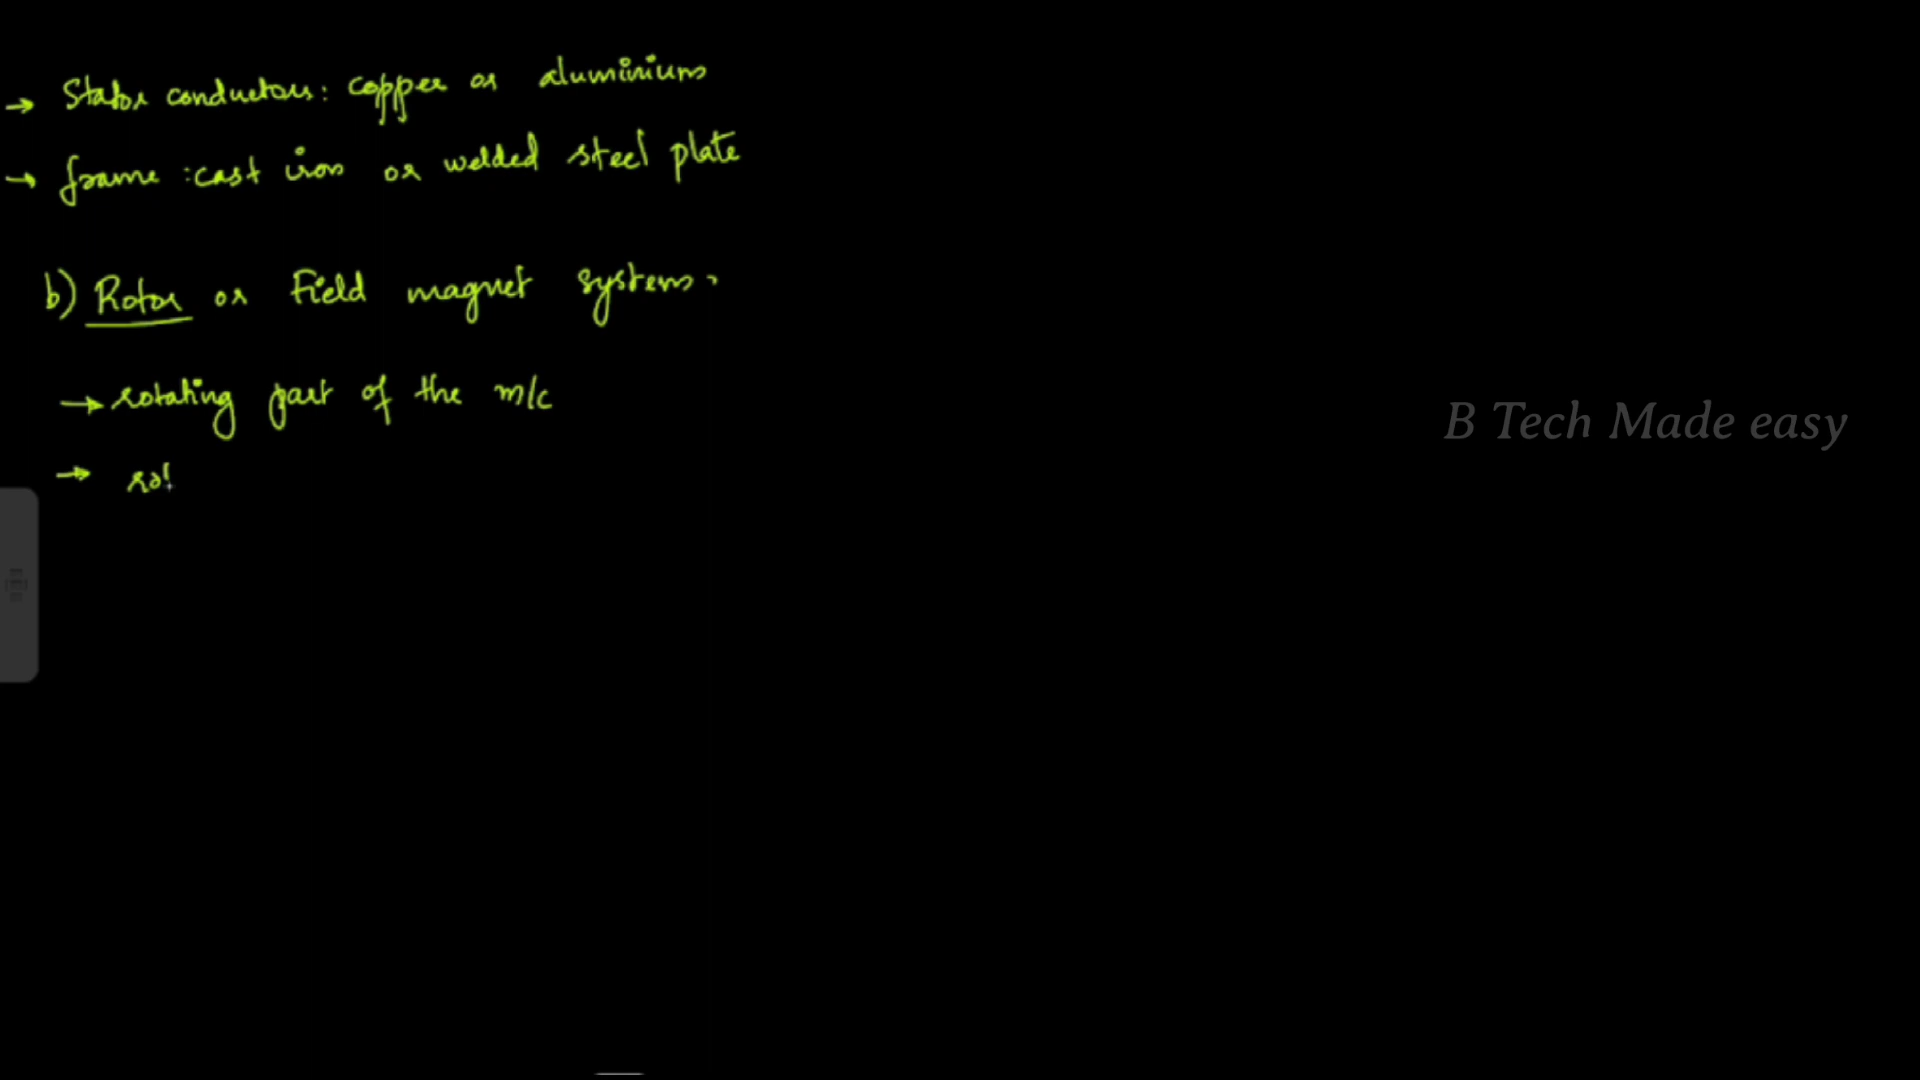 → Stator conductors: copper or aluminium
→ frame : cast iron or welded steel plate
b) Rotor or Field magnet system.
→ rotating part of the m/c
B Tech Made easy
→